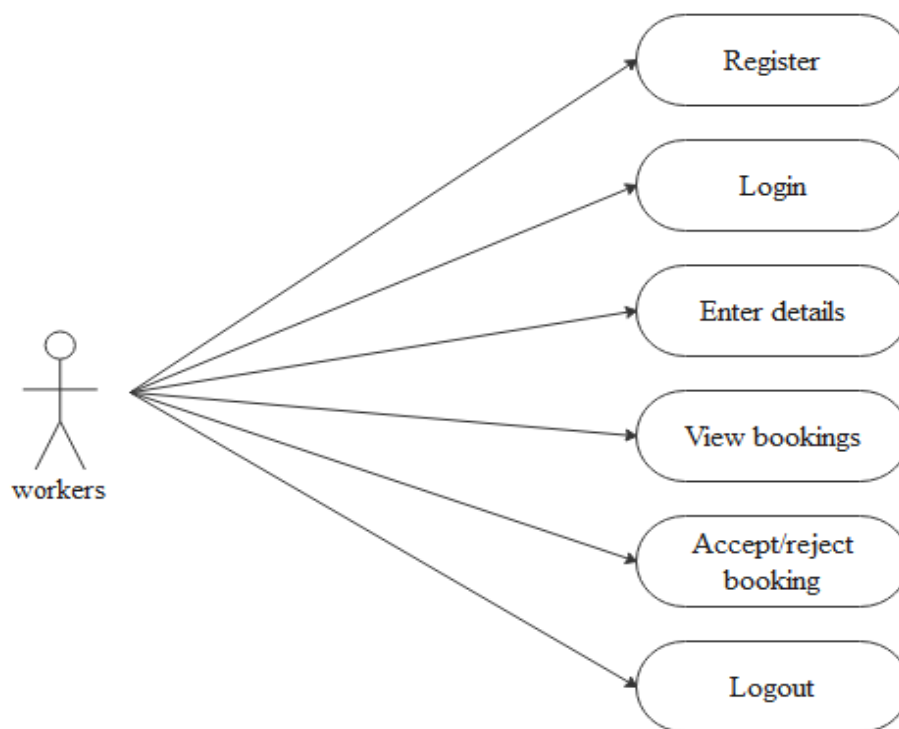 Register
Login
Enter details
View bookings
workers
Accept/reject
booking
Logout